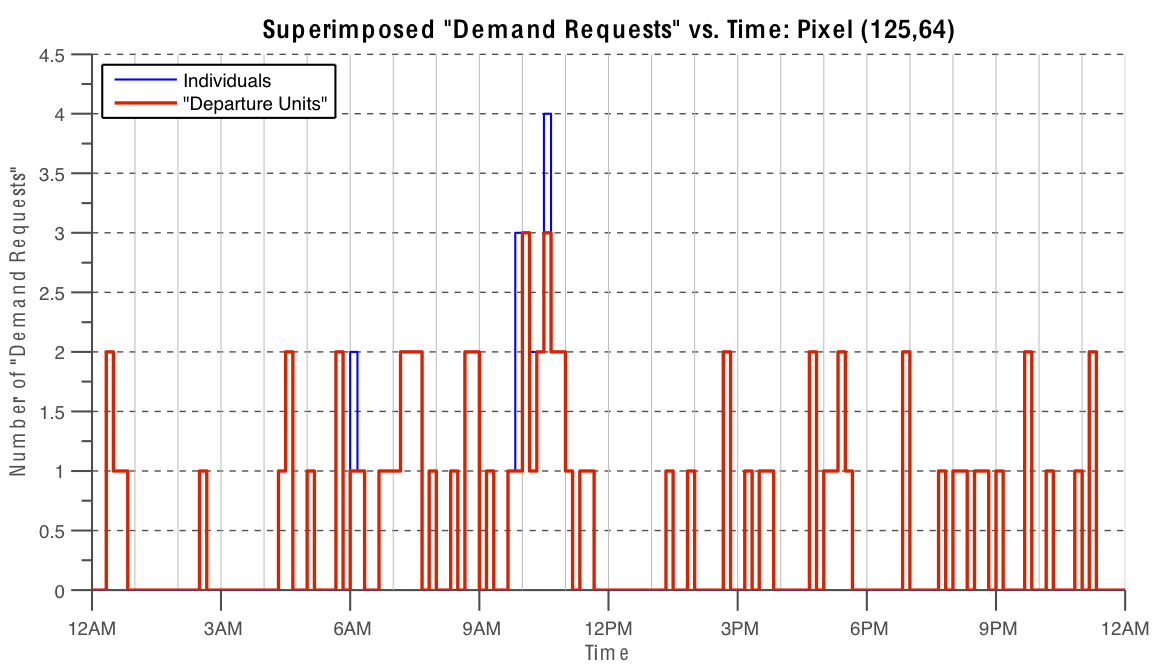 Superimposed "Demand Requests" vs. Time: Pixel (125,64)
Individuals
"Departure Units"
Number of "Demand Requests"
4.5
4
3.5
3
2.5
2
1.5
1
0.5
0
12AM 3AM 6AM 9AM 12PM 3PM 6PM 9PM 12AM
Time